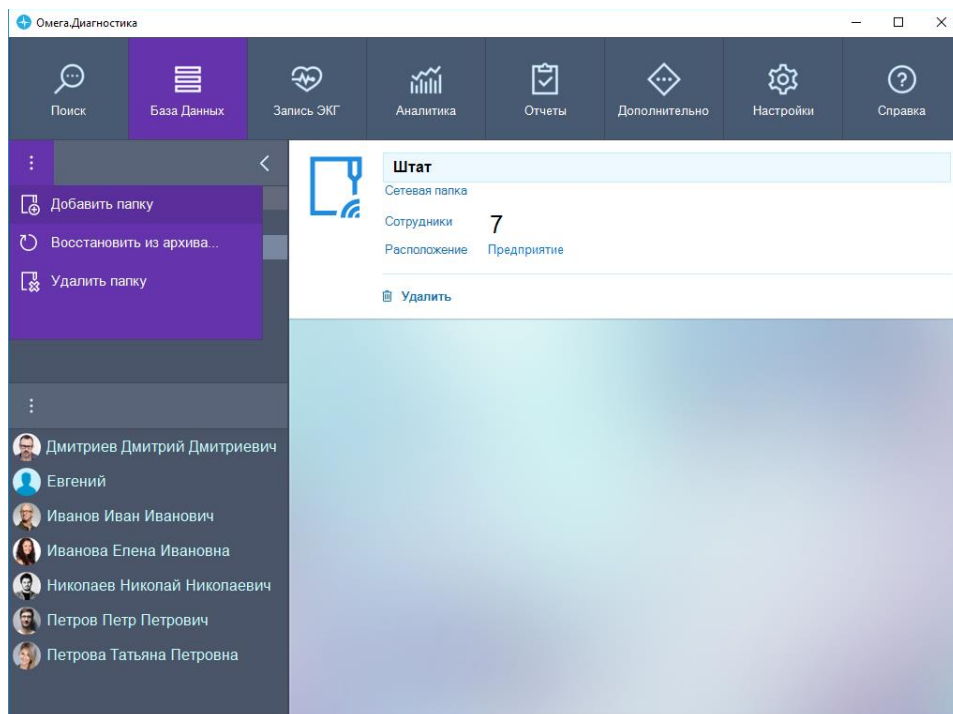 Омега.Диагностика
Поиск
База Данных
Запись ЭКГ
Аналитика
Отчеты
Дополнительно
Настройки
Справка
Добавить папку
Восстановить из архива...
Удалить папку
Штат
Сетевая папка
Сотрудники 7
Расположение Предприятие
Удалить
Дмитриев Дмитрий Дмитриевич
Евгений
Иванов Иван Иванович
Иванова Елена Ивановна
Николаев Николай Николаевич
Петров Петр Петрович
Петрова Татьяна Петровна